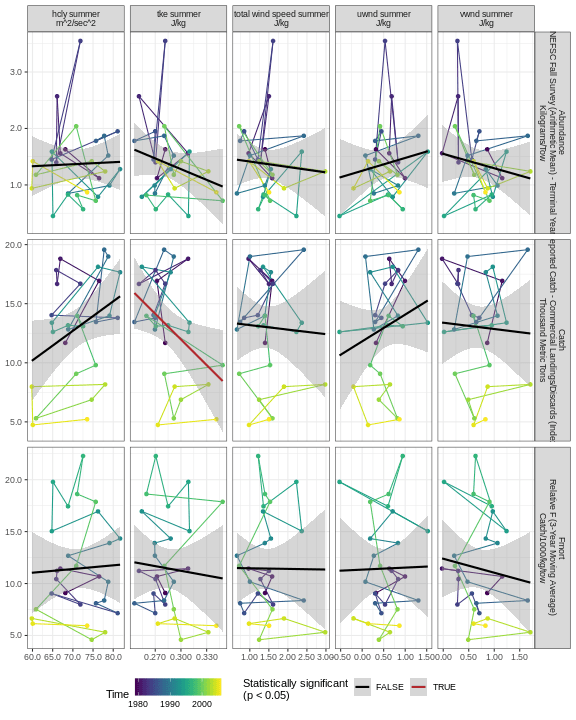 hcly summer
m^2/sec^2
tke summer
J/kg
total wind speed summer
J/kg
uwnd summer
J/kg
vwnd summer
J/kg
3.0
2.0
1.0
Abundance
NEFSC Fall Survey (Arithmetic Mean) - Terminal Year
Kilograms/Tow
20.0
15.0
10.0
5.0
Catch
eported Catch - Commercial Landings/Discards (Inde
Thousand Metric Tons
20.0
15.0
10.0
5.0
Fmort
Relative F (3-Year Moving Average)
Catch/1000/kg/tow
60.0 65.0 70.0 75.0 80.0
0.270 0.300 0.330
1.00 1.50 2.00 2.50 3.00
0.50 0.00 0.50 1.00 1.50
0.00 0.50 1.00 1.50
Time
1980 1990 2000
Statistically significant
(p < 0.05)
FALSE
TRUE